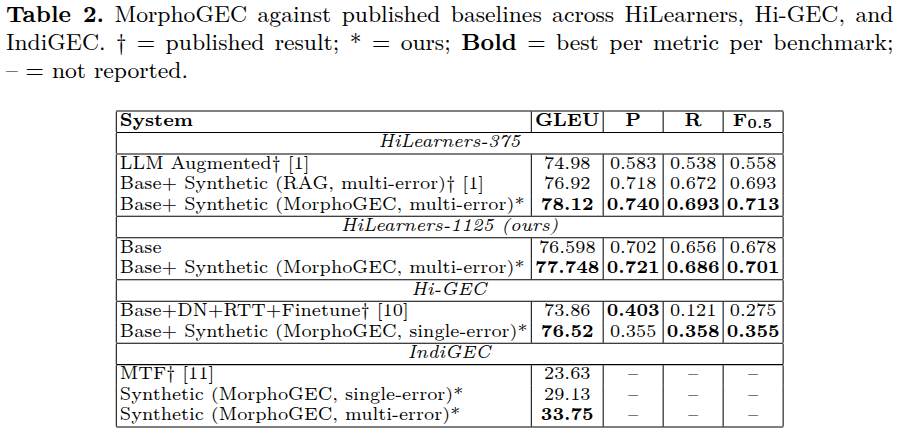 Table 2. MorphoGEC against published baselines across HiLearners, Hi-GEC, and
IndiGEC. † = published result; * = ours; Bold = best per metric per benchmark;
– = not reported.
System GLEU P R F0.5
HiLearners-375
LLM Augmented† [1] 74.98 0.583 0.538 0.558
Base+ Synthetic (RAG, multi-error)† [1] 76.92 0.718 0.672 0.693
Base+ Synthetic (MorphoGEC, multi-error)* 78.12 0.740 0.693 0.713
HiLearners-1125 (ours)
Base 76.598 0.702 0.656 0.678
Base+ Synthetic (MorphoGEC, multi-error)* 77.748 0.721 0.686 0.701
Hi-GEC
Base+DN+RTT+Finetune† [10] 73.86 0.403 0.121 0.275
Base+ Synthetic (MorphoGEC, single-error)* 76.52 0.355 0.358 0.355
IndiGEC
MTF† [11] 23.63 – – –
Synthetic (MorphoGEC, single-error)* 29.13 – – –
Synthetic (MorphoGEC, multi-error)* 33.75 – – –